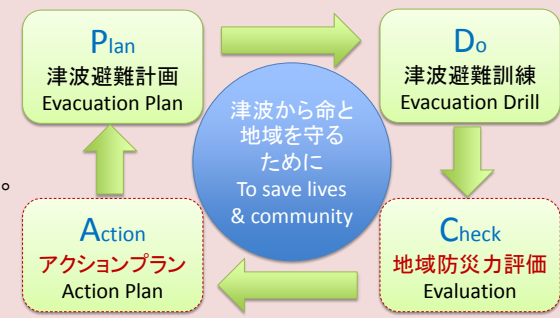 Plan
津波避難計画
Evacuation Plan
Do
津波避難訓練
Evacuation Drill
津波から命と
地域を守る
ために
To save lives
& community
。
Action
アクションプラン
Action Plan
Check
地域防災力評価
Evaluation